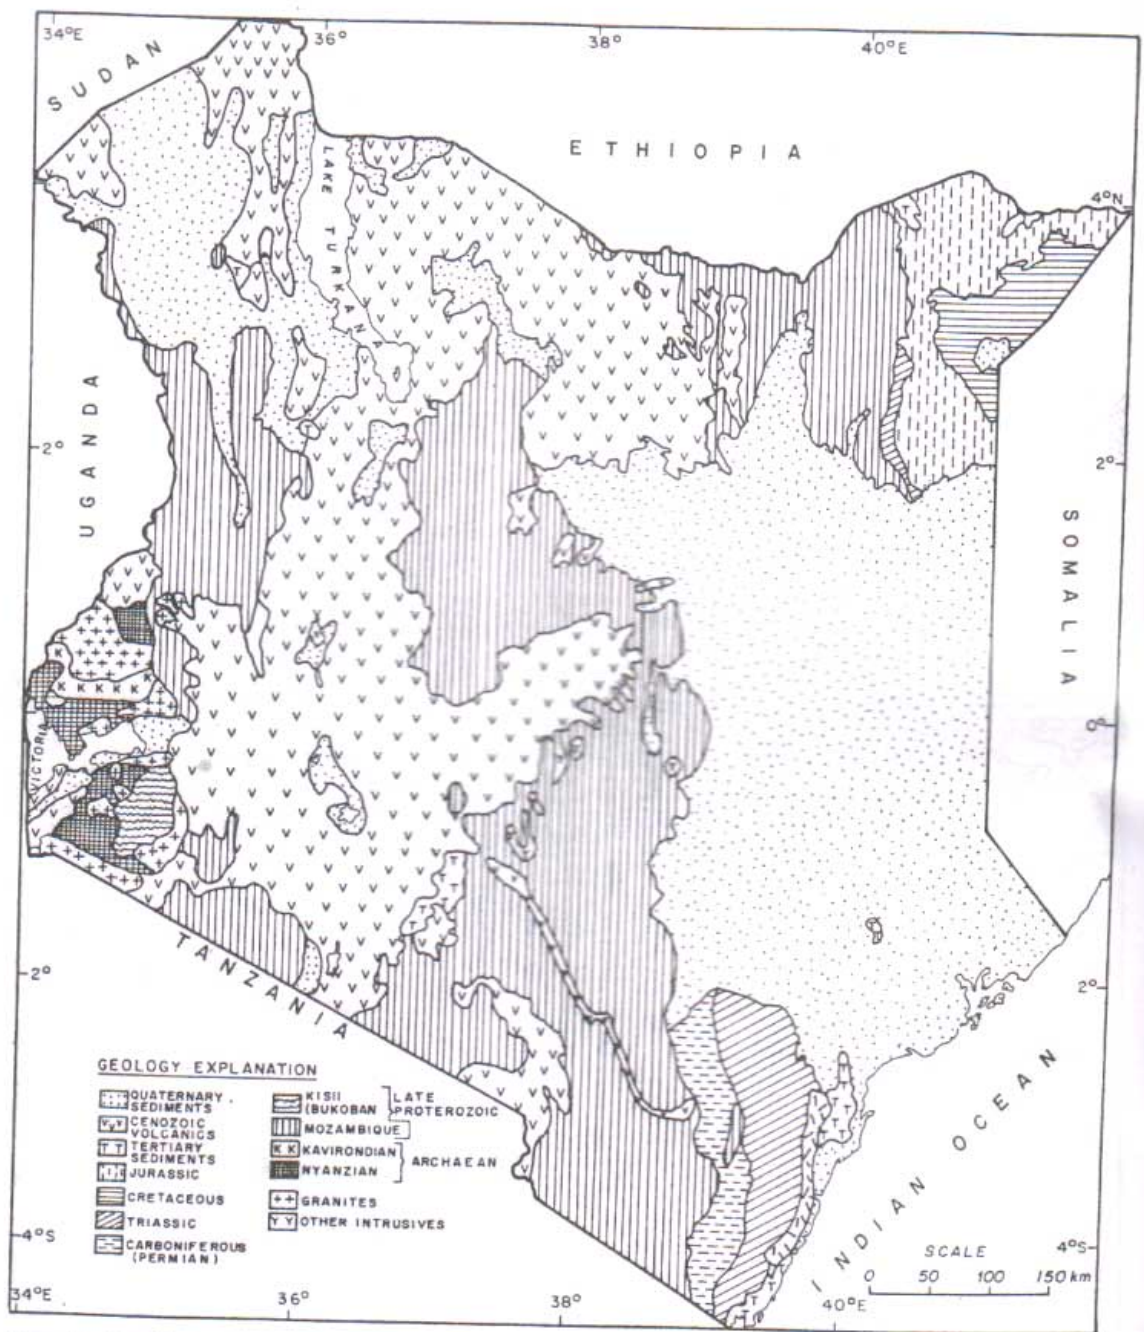 34°E
36°
38°
40°E
SUDAN
ETHIOPIA
LAKE TURKANA
4°N
UGANDA
2°
2°
SOMALIA
VICTORIA
0°
TANZANIA
2°
2°
INDIAN OCEAN
GEOLOGY EXPLANATION
QUATERNARY SEDIMENTS
CENOZOIC VOLCANICS
TERTIARY SEDIMENTS
JURASSIC
CRETACEOUS
TRIASSIC
CARBONIFEROUS (PERMIAN)
KISII (BUKOBAN
LATE PROTEROZOIC
MOZAMBIQUE
KAVIRONDIAN
NYANZIAN
ARCHAEAN
GRANITES
OTHER INTRUSIVES
4°S
4°S
SCALE
0 50 100 150 km
34°E
36°
38°
40°E